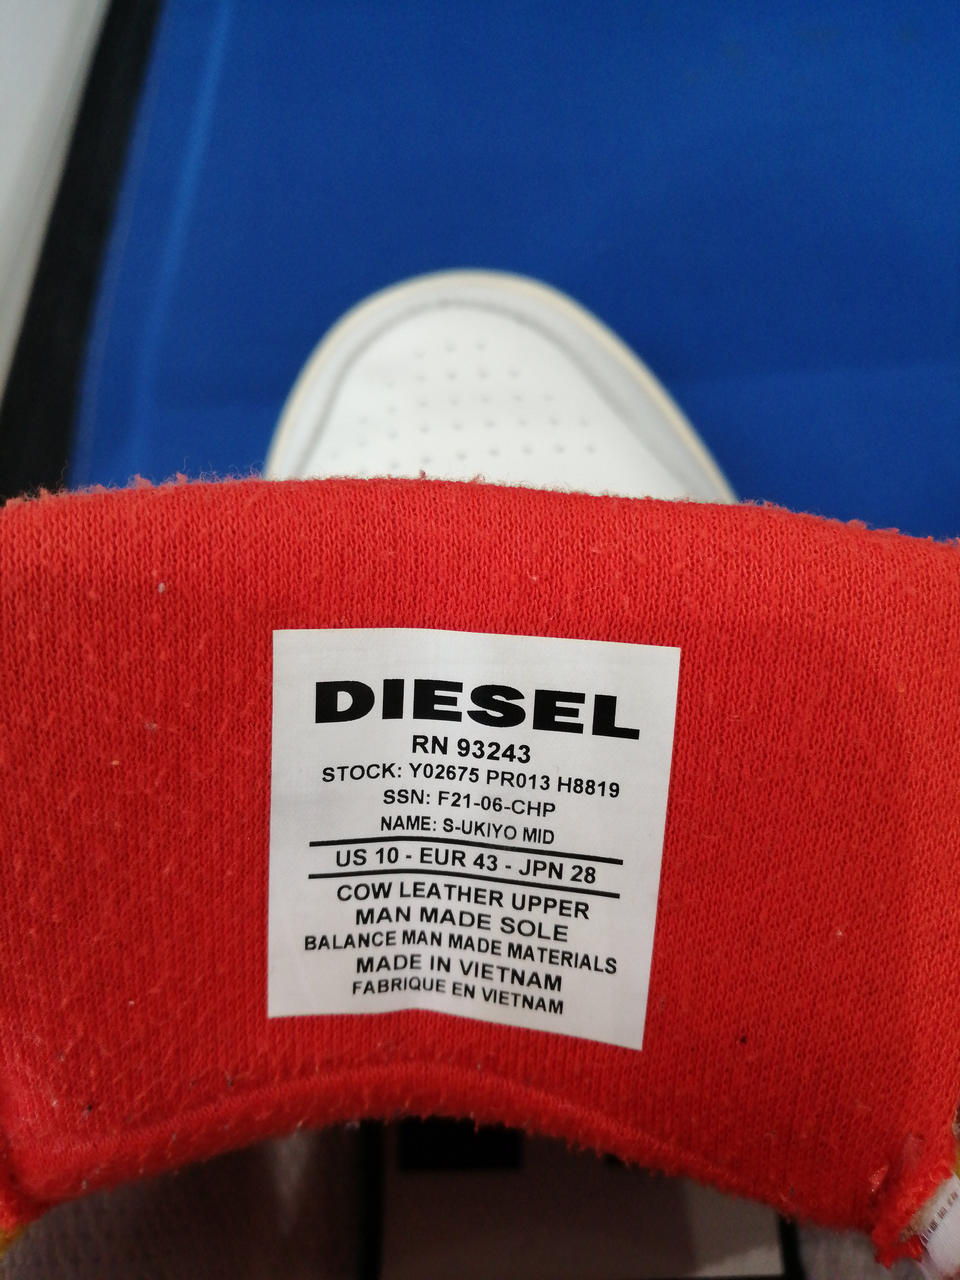 DIESEL
RN 93243
STOCK: Y02675 PR013 H8819
SSN: F21-06-CHP
NAME: S-UKIYO MID
US 10 - EUR 43 - JPN 28
COW LEATHER UPPER
MAN MADE SOLE
BALANCE MAN MADE MATERIALS
MADE IN VIETNAM
FABRIQUE EN VIETNAM